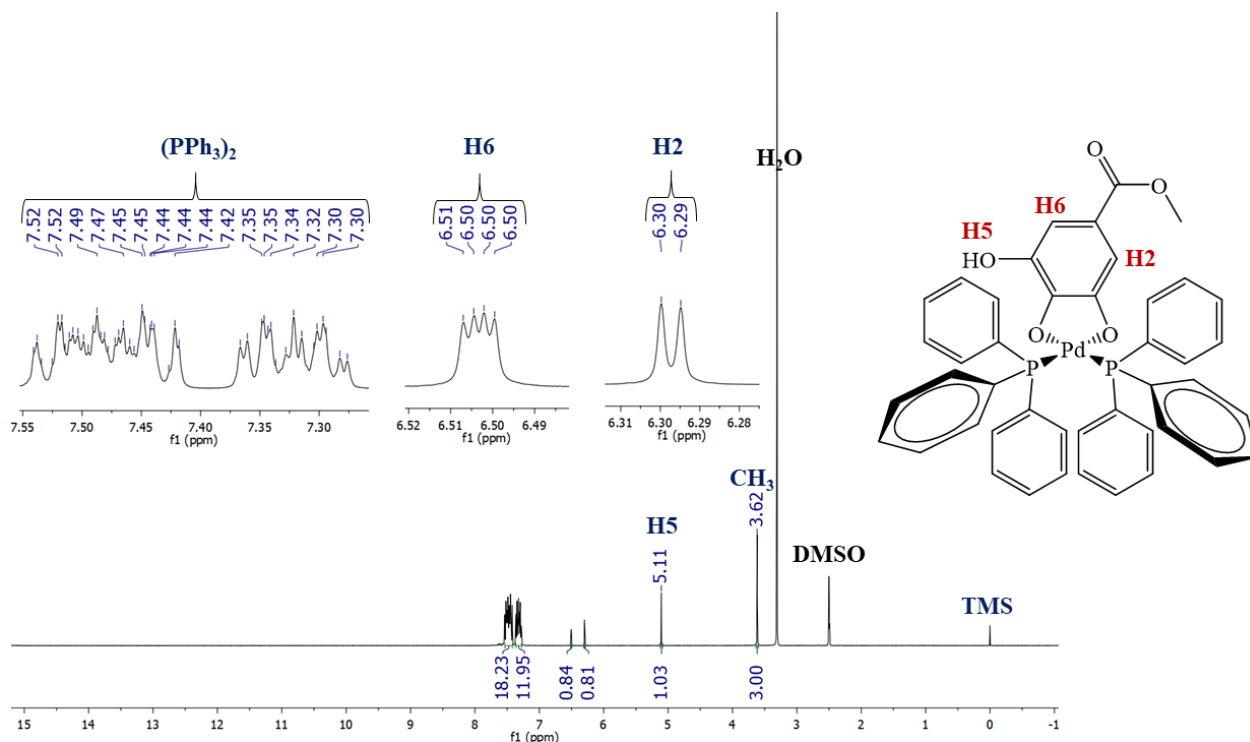 (PPh3)2
7.52
7.52
7.49
7.47
7.45
7.45
7.44
7.44
7.44
7.42
7.35
7.35
7.34
7.32
7.30
7.30
7.55 7.50 7.45 7.40 7.35 7.30
f1 (ppm)
H6
6.51
6.50
6.50
6.50
6.52 6.51 6.50 6.49
f1 (ppm)
H2
6.30
6.29
6.31 6.30 6.29 6.28
f1 (ppm)
H2O
O
O
H6
H5
HO
H2
O O
Pd
P P
CH3
3.62
H5
5.11
DMSO
TMS
18.23
11.95
0.84
0.81
1.03
3.00
15 14 13 12 11 10 9 8 7 6 5 4 3 2 1 0 -1
f1 (ppm)